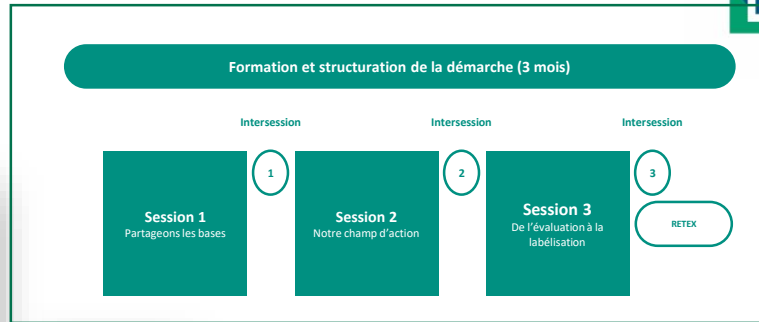 Formation et structuration de la démarche (3 mois)
Intersession
Intersession
Intersession
1
2
3
Session 1
Partageons les bases
Session 2
Notre champ d'action
Session 3
De l'évaluation à la
labélisation
RETEX